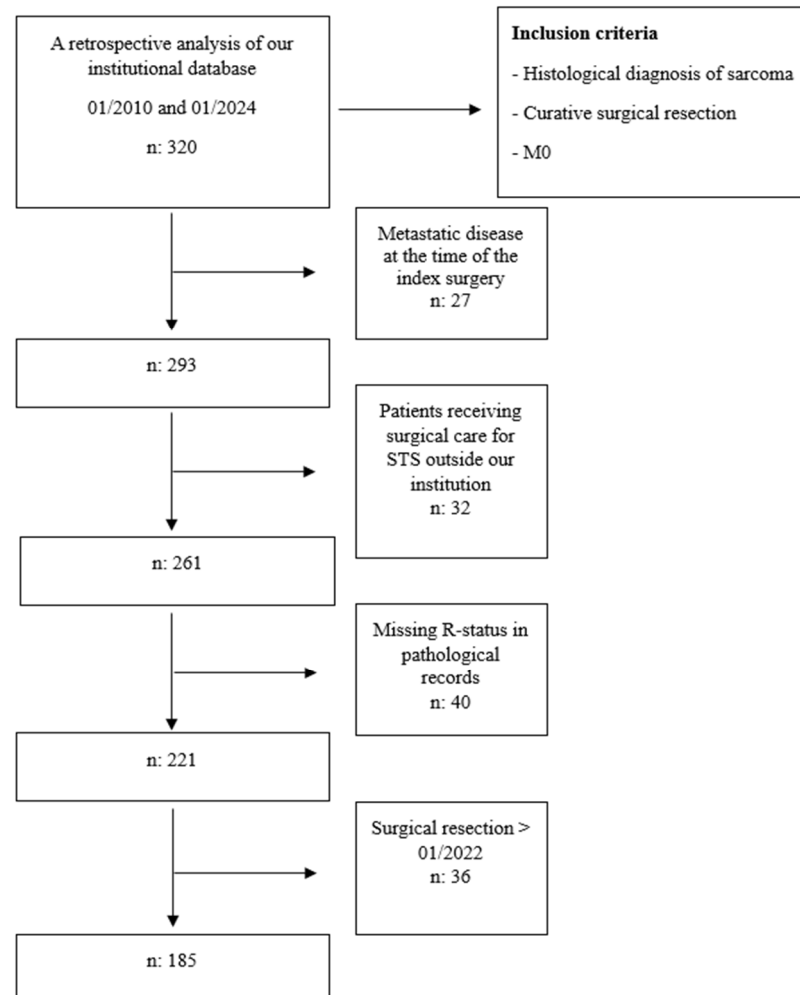 A retrospective analysis of our
institutional database
01/2010 and 01/2024
n: 320
Inclusion criteria
- Histological diagnosis of sarcoma
- Curative surgical resection
- M0
Metastatic disease
at the time of the
index surgery
n: 27
n: 293
Patients receiving
surgical care for
STS outside our
institution
n: 32
n: 261
Missing R-status in
pathological
records
n: 40
n: 221
Surgical resection >
01/2022
n: 36
n: 185